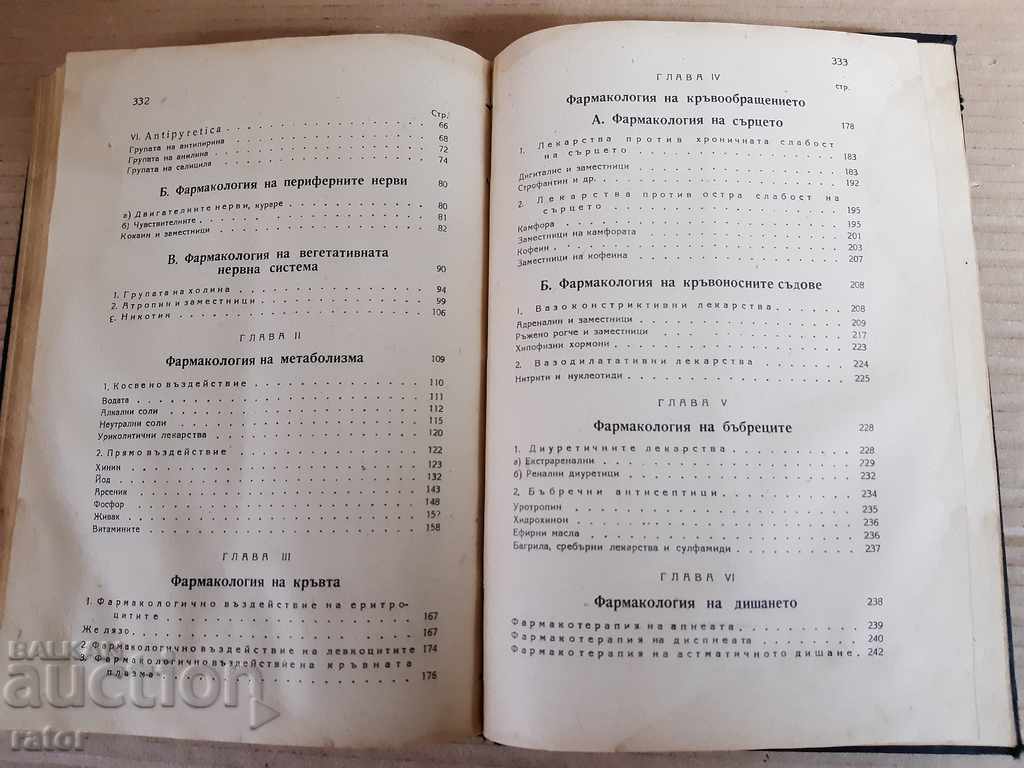 332
Стр.
VI. Antipyretica 66
Групата на антипирина 68
Групата на анилина 72
Групата на салицила 74
Б. Фармакология на периферните нерви 80
а) Двигателните нерви, кураре 80
б) Чувствителните 81
Кокаин и заместници 82
В. Фармакология на вегетативната
нервна система 90
1. Групата на холина 94
2. Атропин и заместници 99
Никотин 106
ГЛАВА II
Фармакология на метаболизма 109
1. Косвено въздействие 110
Водата 111
Алкални соли 112
Неутрални соли 115
Уриколитични лекарства 120
2. Прямо въздействие 122
Хинин 123
Йод 132
Арсеник 143
Фосфор 148
Живак 15
Витамините 158
ГЛАВА III
Фармакология на кръвта
1. Фармакологично въздействие на еритро-
цитите 167
Желязо 167
2 Фармакологично въздействие на левкоцитите 174
3. Фармакологично въздействие на кръвната
плазма 176
333
стр.
ГЛАВА IV
Фармакология на кръвообращението
А. Фармакология на сърцето 178
1. Лекарства против хроничната слабост
на сърцето 183
Дигиталис и заместници 183
Строфантин и др. 192
2. Лекарства против остра слабост на
сърцето 195
Камфора 195
Заместници на камфората 201
Кофеин 203
Заместници на кофеина 207
Б. Фармакология на кръвоносните съдове 208
1. Вазоконстриктивни лекарства 208
Адреналин и заместници 209
Ръжено рогче и заместници 217
Хипофизни хормони 223
2. Вазодилатативни лекарства 224
Нитрити и нуклеотиди 225
ГЛАВА V
Фармакология на бъбреците 228
1. Диуретичните лекарства 228
а) Екстраренални 229
б) Ренални диуретици 232
2. Бъбречни антисептици 234
Уротропин 235
Хидрохинон 236
Ефирни масла 236
Багрила, сребърни лекарства и сулфамиди 237
ГЛАВА VI
Фармакология на дишането 238
Фармакотерапия на апнеата 239
Фармакотерапия на диспнеата 240
Фармакотерапия на астматичното дишане 242
BALKAN
auction
rator